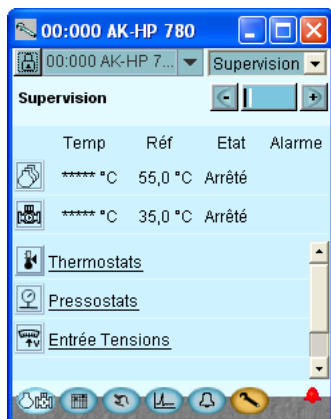 00:000 AK-HP 780
00:000 AK-HP 7... Supervision
Supervision
Temp Réf Etat Alarme
***** °C 55,0 °C Arrêté
***** °C 35,0 °C Arrêté
Thermostats
Pressostats
Entrée Tensions